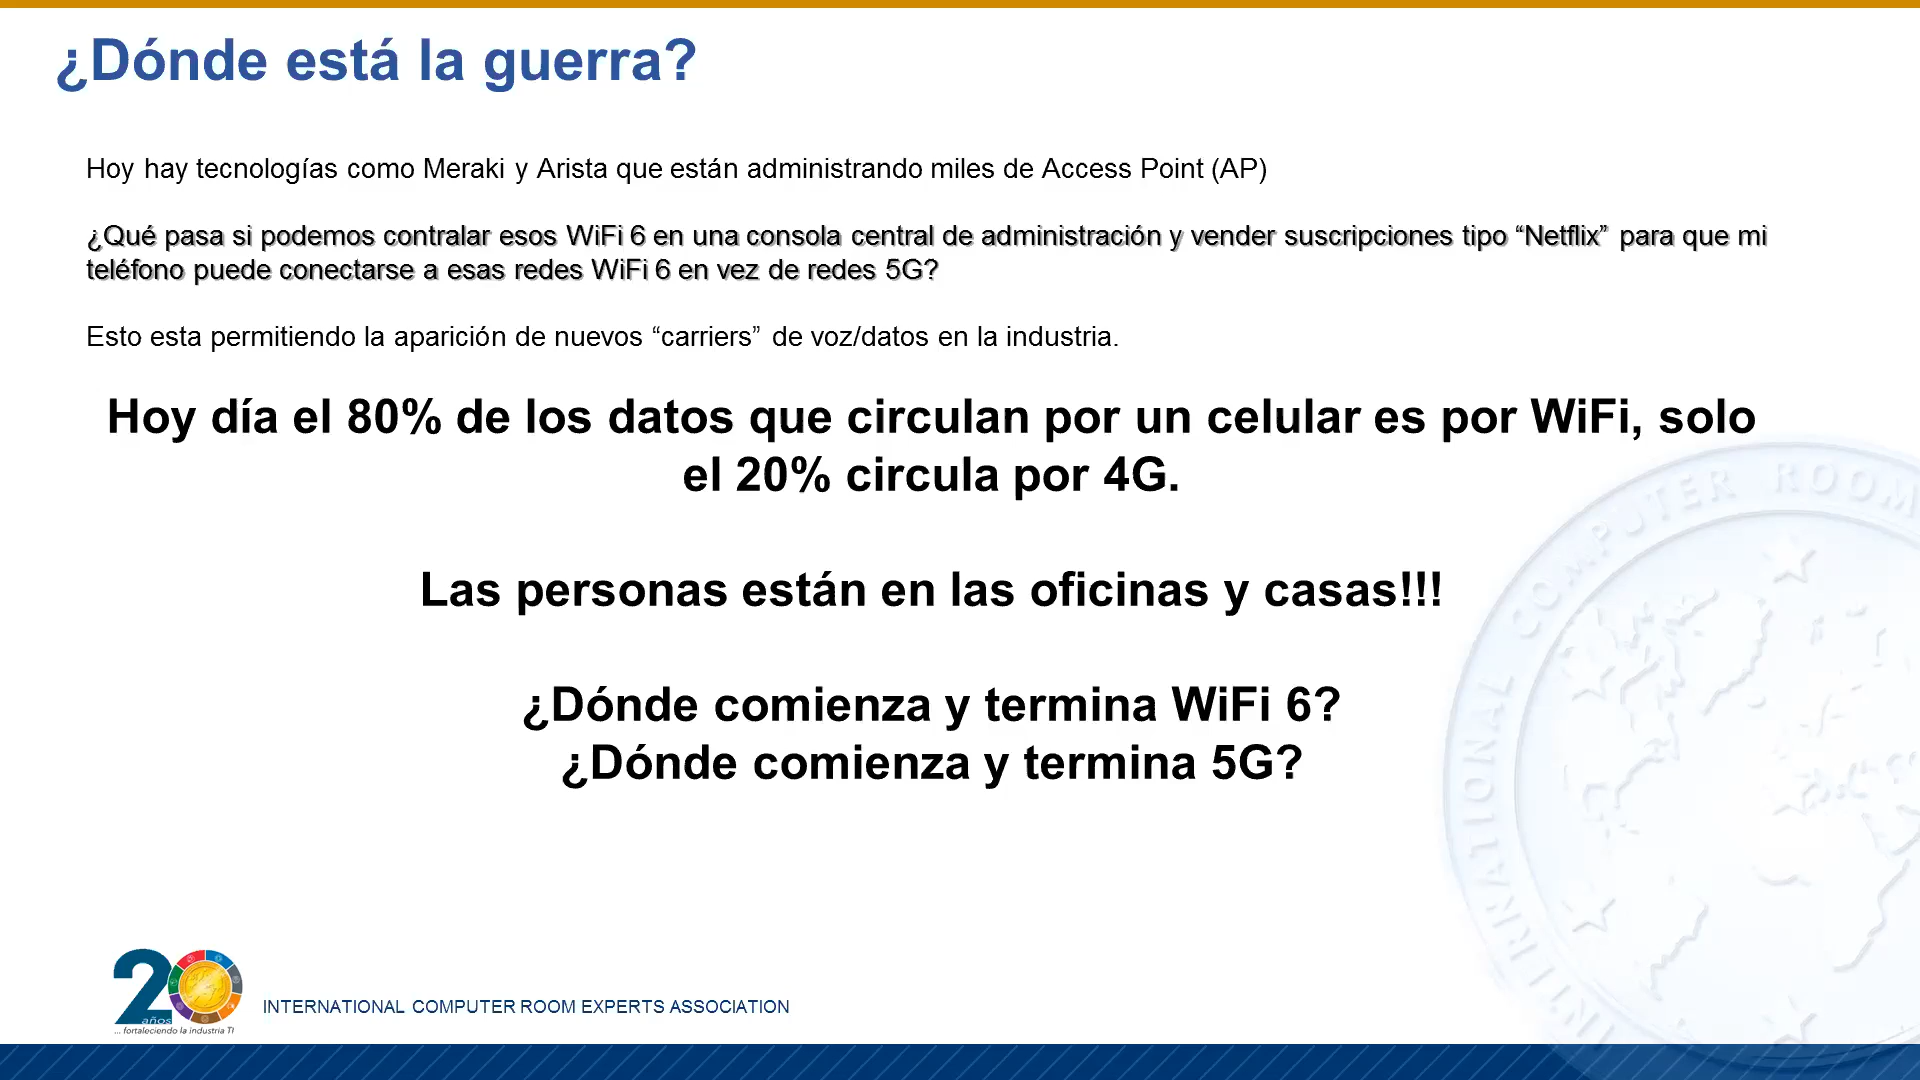 ¿Dónde está la guerra?
Hoy hay tecnologías como Meraki y Arista que están administrando miles de Access Point (AP)
¿Qué pasa si podemos contralar esos WiFi 6 en una consola central de administración y vender suscripciones tipo “Netflix” para que mi
teléfono puede conectarse a esas redes WiFi 6 en vez de redes 5G?
Esto esta permitiendo la aparición de nuevos “carriers” de voz/datos en la industria.
Hoy día el 80% de los datos que circulan por un celular es por WiFi, solo
el 20% circula por 4G.
Las personas están en las oficinas y casas!!!
¿Dónde comienza y termina WiFi 6?
¿Dónde comienza y termina 5G?
INTERNATIONAL COMPUTER ROOM
INT.
20
años
... fortaleciendo la industria TI
INTERNATIONAL COMPUTER ROOM EXPERTS ASSOCIATION